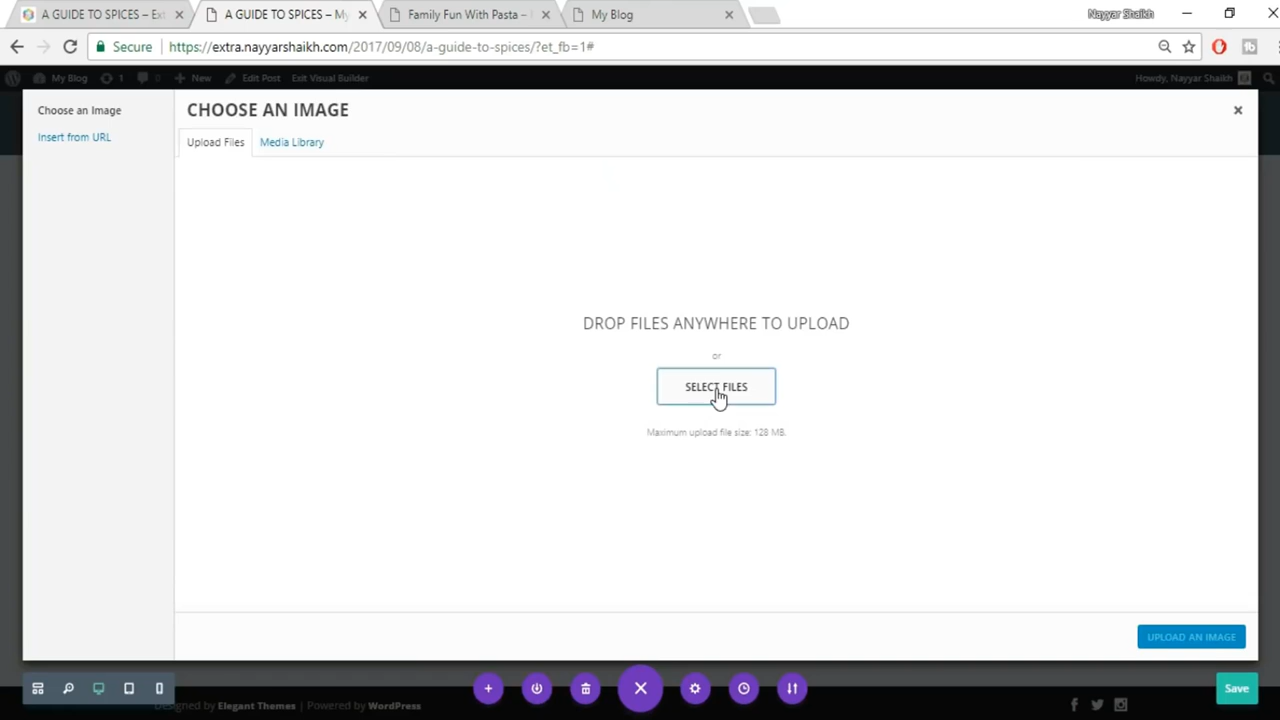 A GUIDE TO SPICES – Ext
A GUIDE TO SPICES – My
Family Fun With Pasta –
My Blog
Nayyar Shaikh
Secure
https://extra.nayyarshaikh.com/2017/09/08/a-guide-to-spices/?et_fb=1#
My Blog
1
0
New
Edit Post
Exit Visual Builder
Howdy, Nayyar Shaikh
Choose an Image
Insert from URL
CHOOSE AN IMAGE
Upload Files
Media Library
DROP FILES ANYWHERE TO UPLOAD
or
SELECT FILES
Maximum upload file size: 128 MB.
UPLOAD AN IMAGE
Save
Designed by Elegant Themes | Powered by WordPress